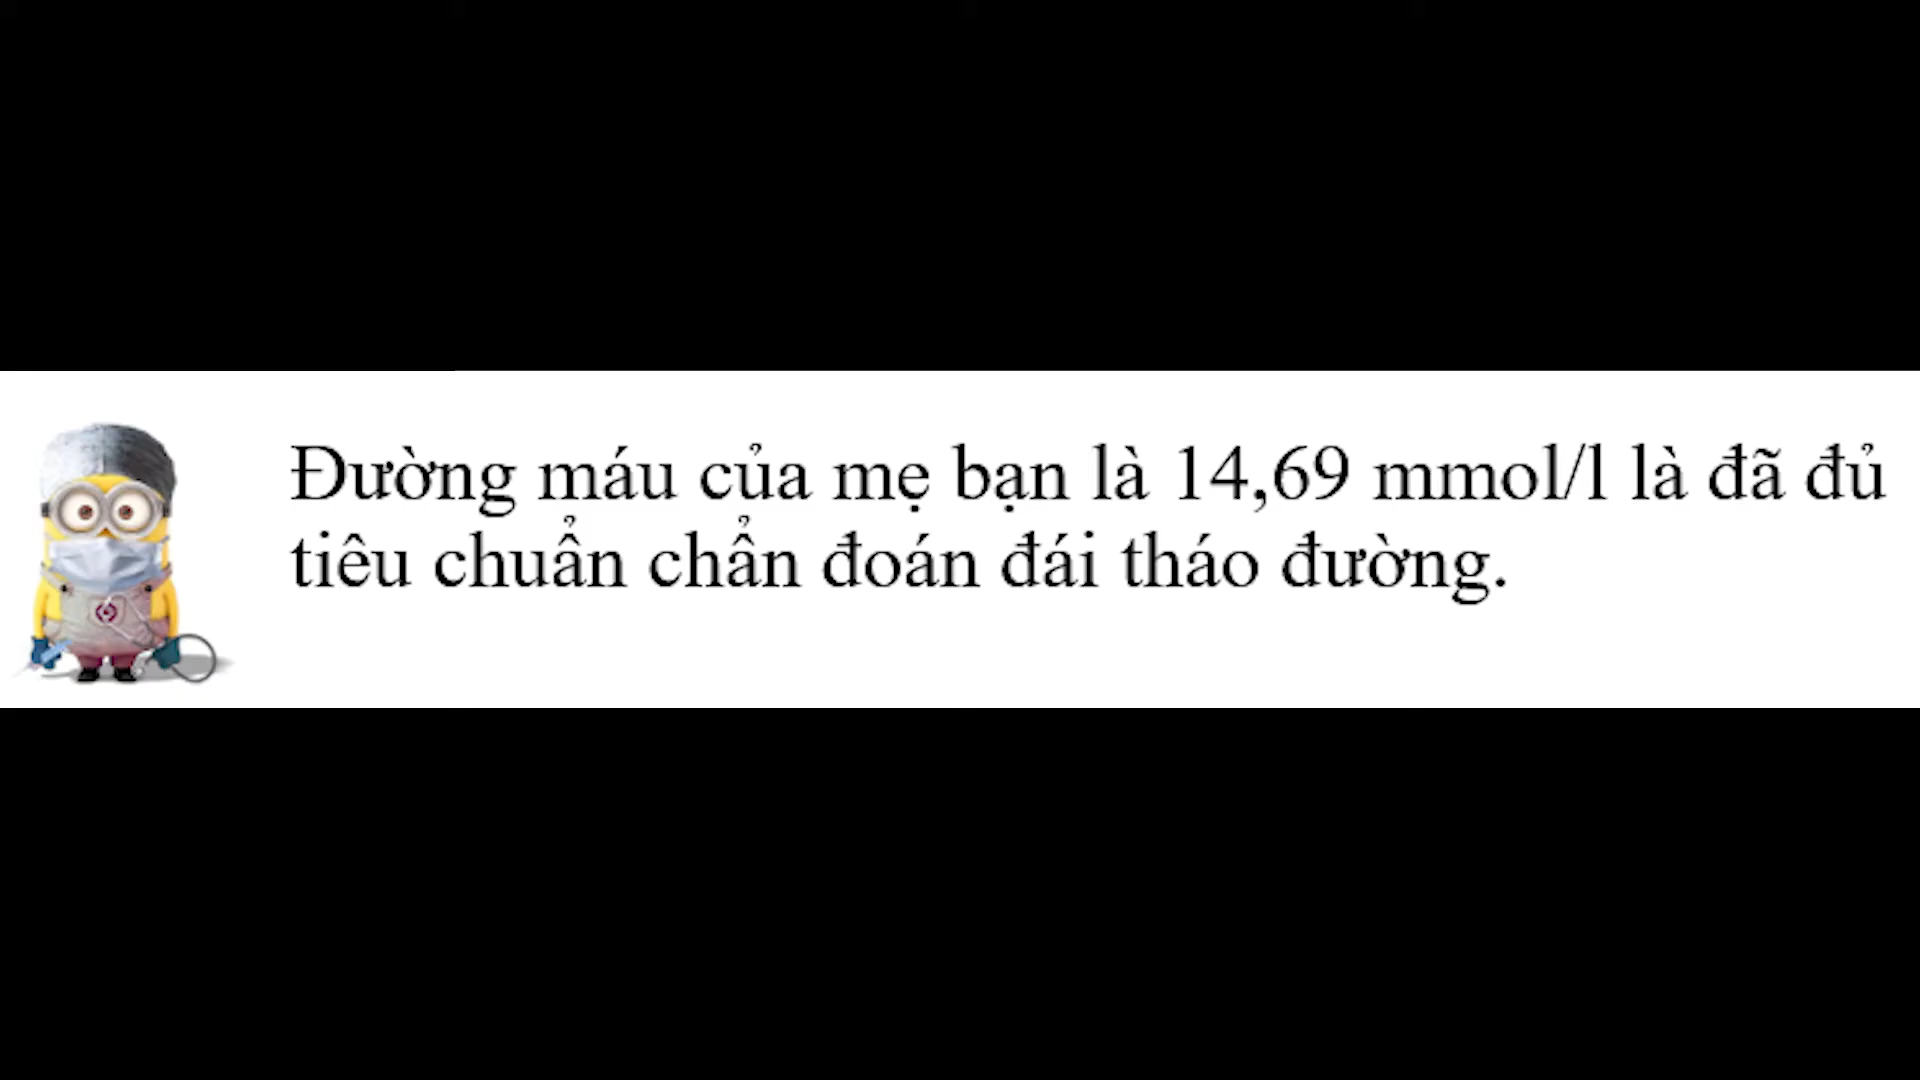 Đường máu của mẹ bạn là 14,69 mmol/l là đã đủ
tiêu chuẩn chẩn đoán đái tháo đường.